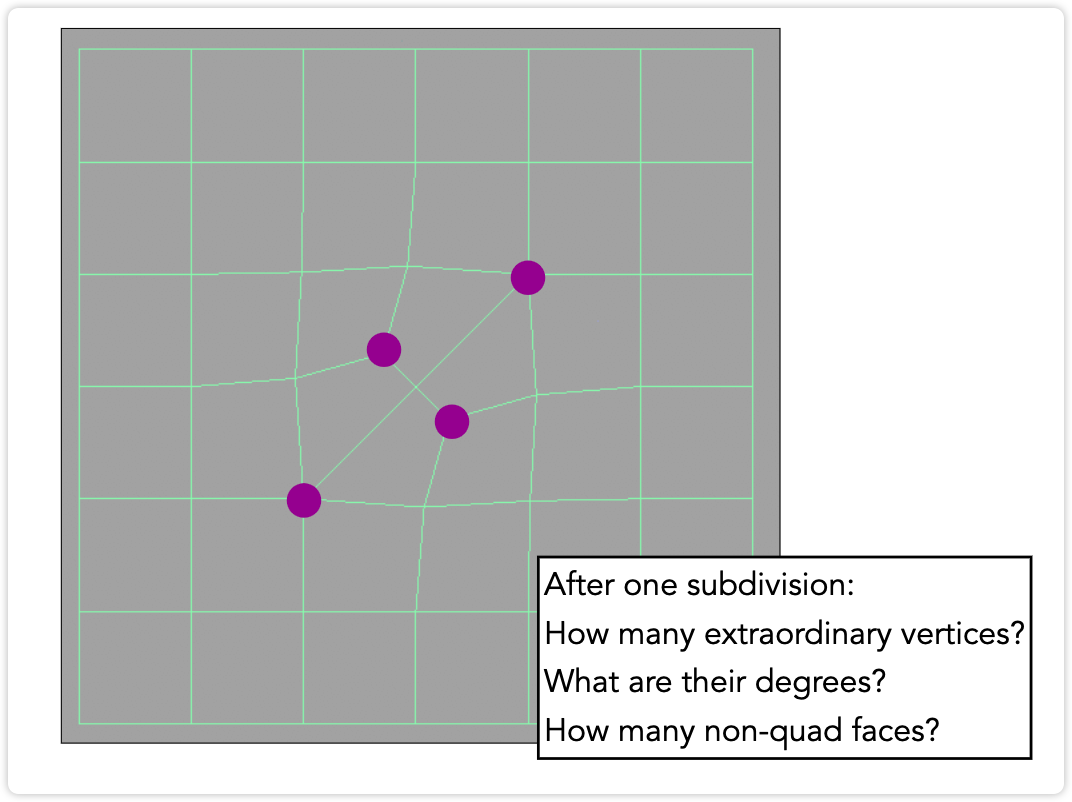 After one subdivision:
How many extraordinary vertices?
What are their degrees?
How many non-quad faces?